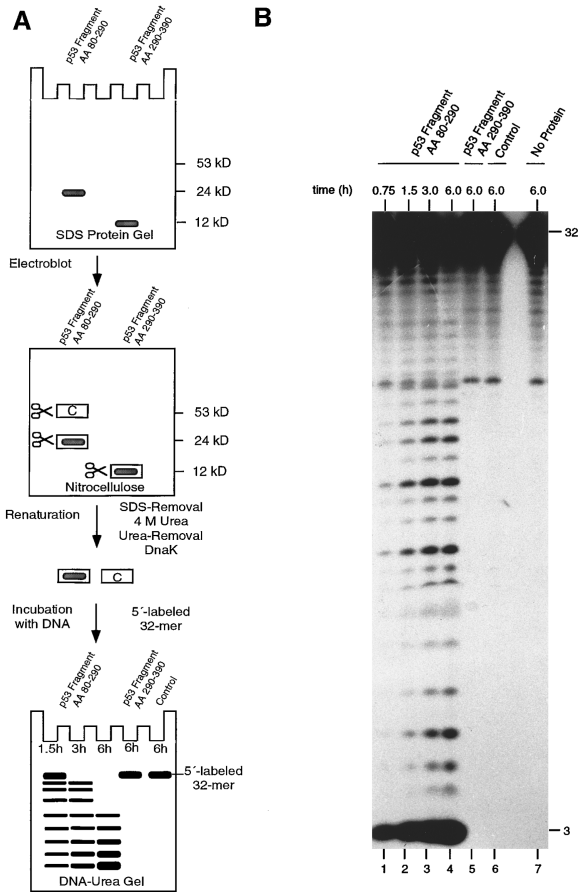 A
p53 Fragment
AA 80-290
p53 Fragment
AA 290-390
53 kD
24 kD
12 kD
SDS Protein Gel
Electroblot
p53 Fragment
AA 80-290
p53 Fragment
AA 290-390
C
53 kD
24 kD
12 kD
Nitrocellulose
Renaturation
SDS-Removal
4 M Urea
Urea-Removal
DnaK
C
Incubation
with DNA
5´-labeled
32-mer
p53 Fragment
AA 80-290
p53 Fragment
AA 290-390
Control
1.5h 3h 6h 6h 6h
5´-labeled
32-mer
DNA-Urea Gel
B
p53 Fragment
AA 80-290
p53 Fragment
AA 290-390
Control
No Protein
time (h) 0.75 1.5 3.0 6.0 6.0 6.0 6.0
32
3
1 2 3 4 5 6 7